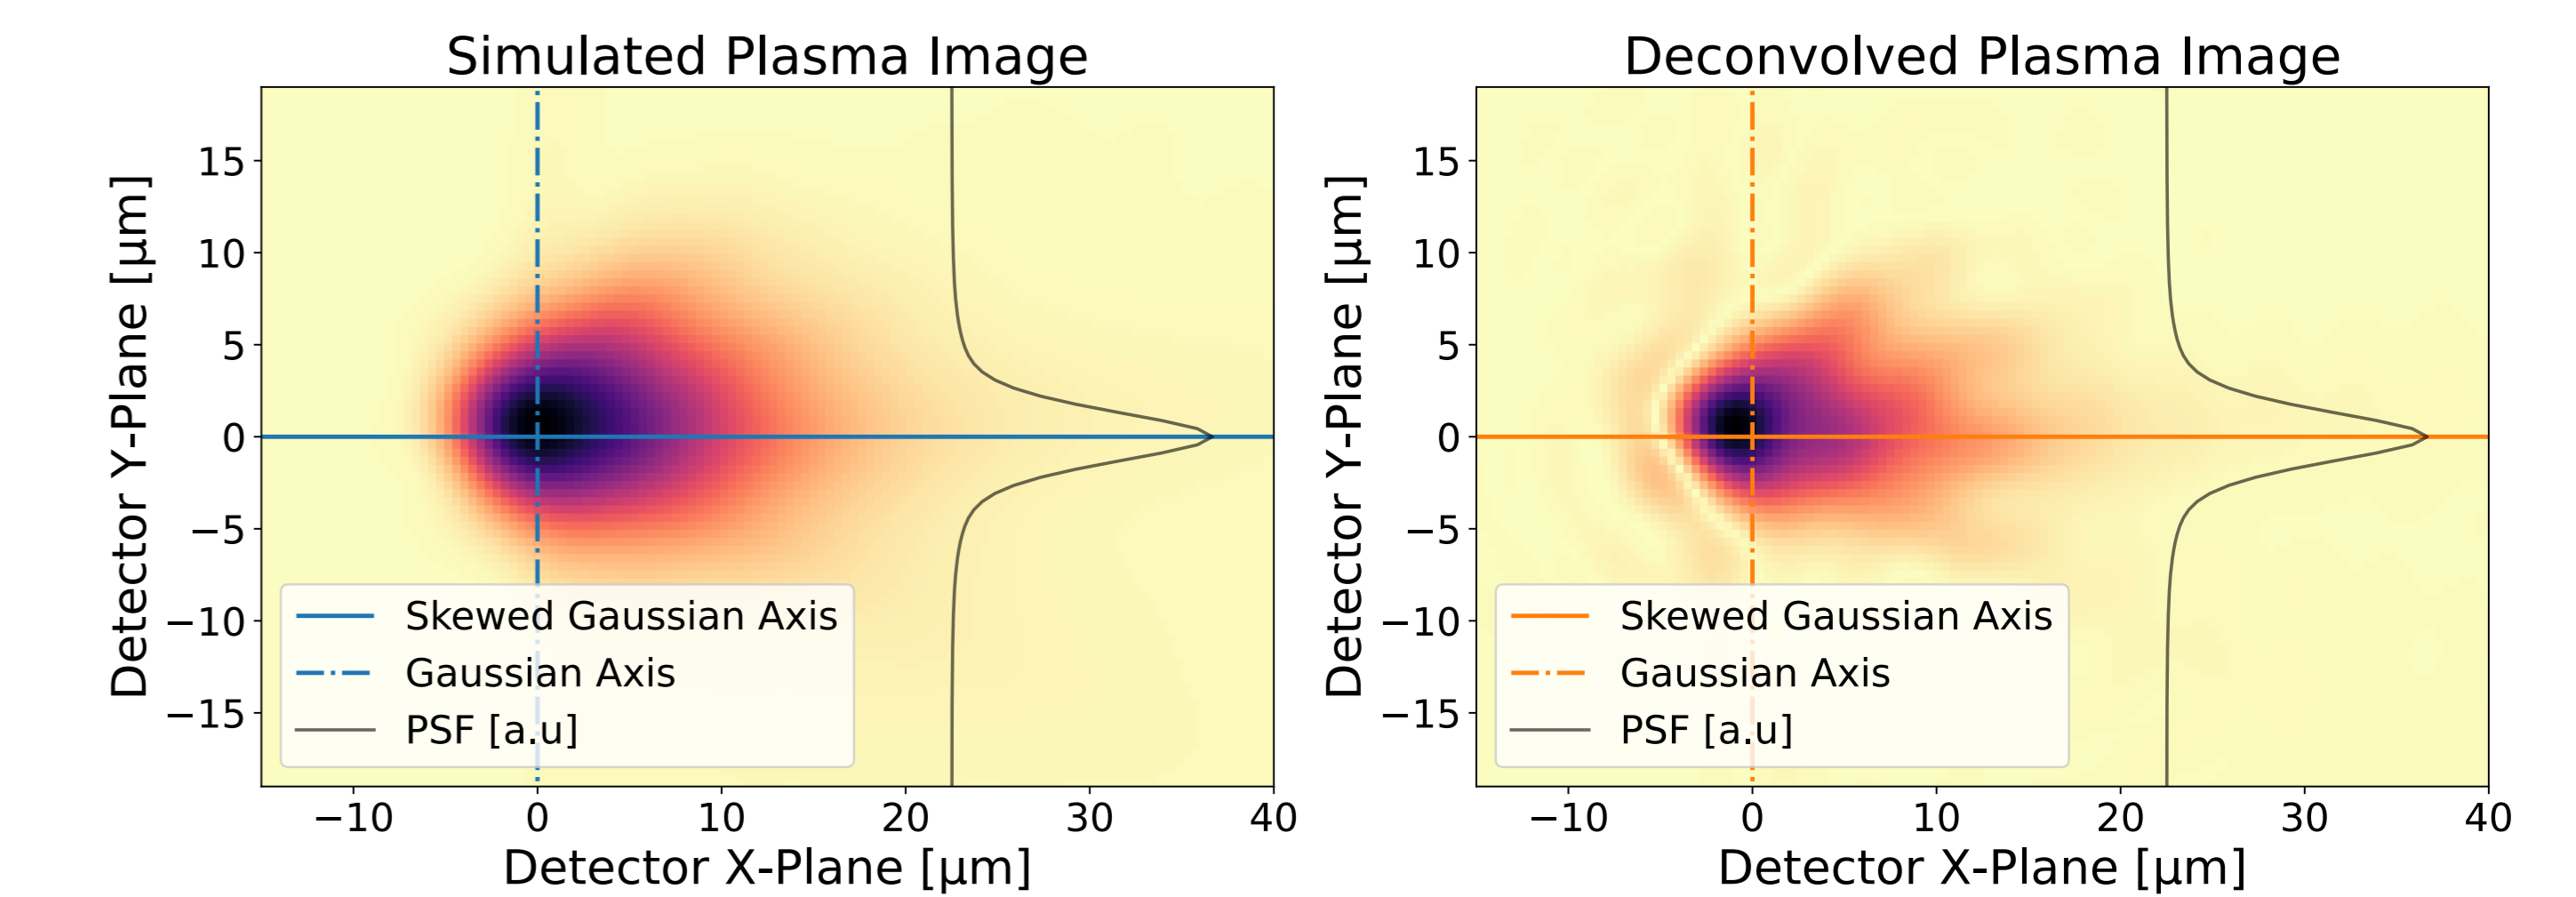 Simulated Plasma Image
Detector Y-Plane [μm]
15
10
5
0
−5
−10
−15
Skewed Gaussian Axis
Gaussian Axis
PSF [a.u]
−10 0 10 20 30 40
Detector X-Plane [μm]
Deconvolved Plasma Image
Detector Y-Plane [μm]
15
10
5
0
−5
−10
−15
Skewed Gaussian Axis
Gaussian Axis
PSF [a.u]
−10 0 10 20 30 40
Detector X-Plane [μm]